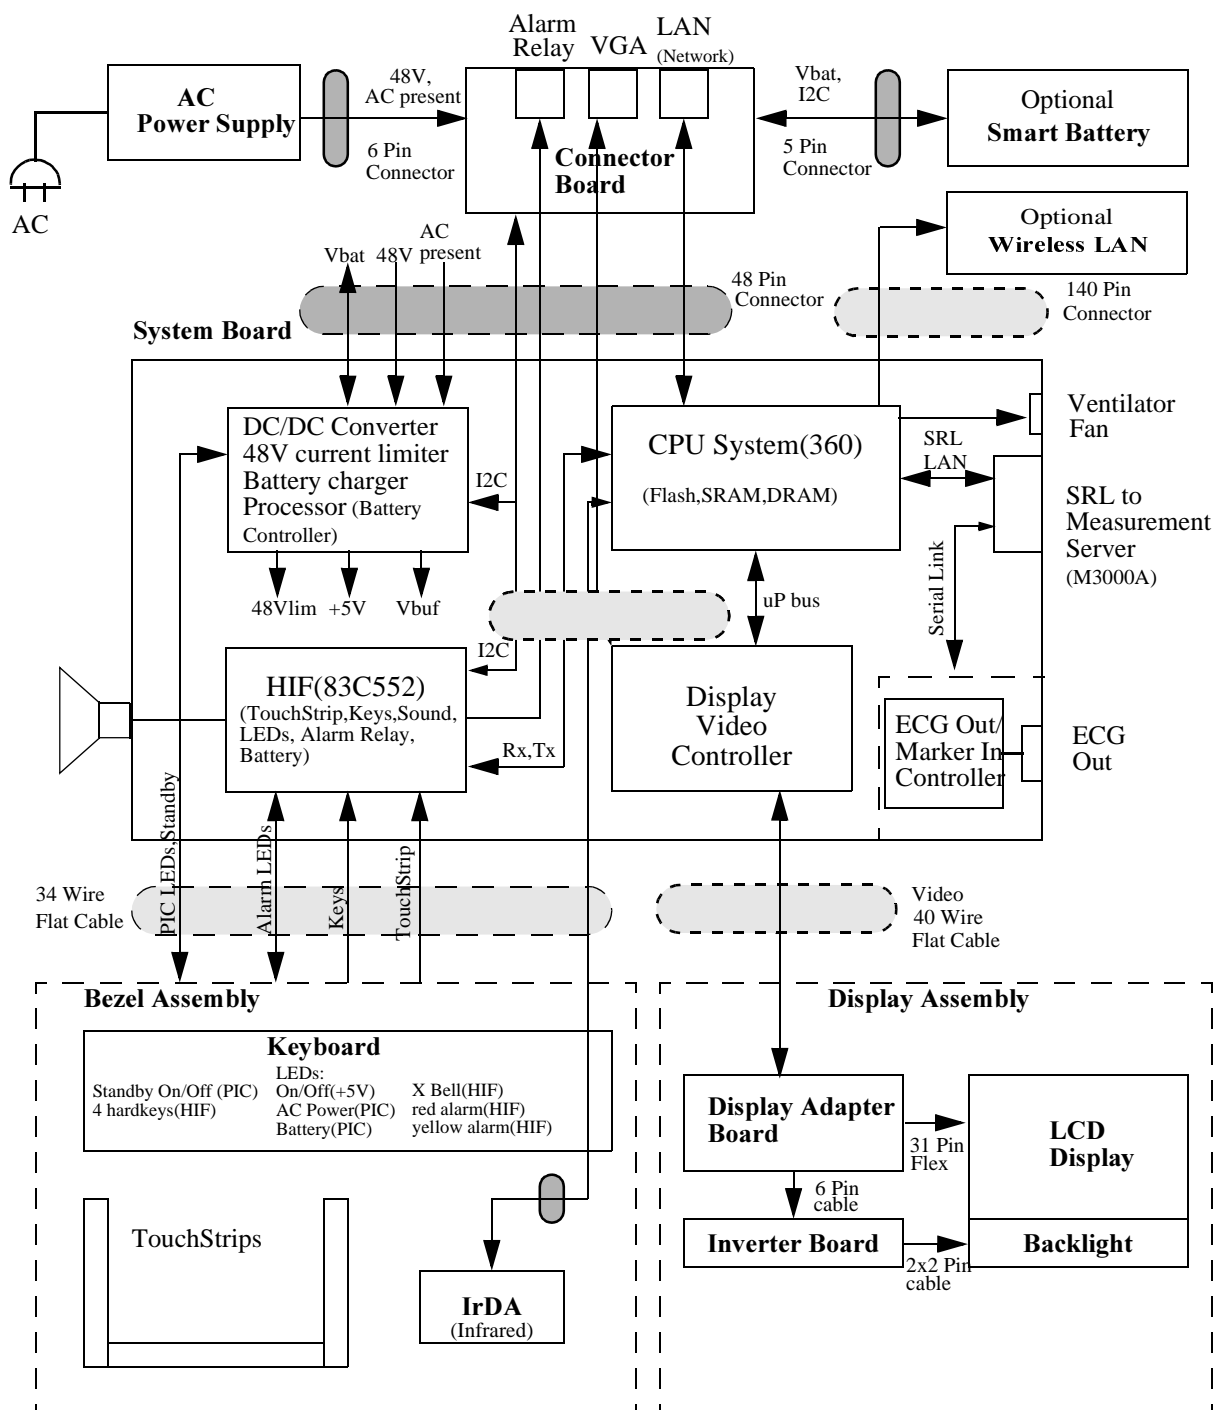 Alarm
Relay
VGA
LAN
(Network)
AC
Power Supply
48V,
AC present
6 Pin
Connector
Connector
Board
Vbat,
I2C
5 Pin
Connector
Optional
Smart Battery
AC
Optional
Wireless LAN
Vbat
48V
AC
present
48 Pin
Connector
140 Pin
Connector
System Board
DC/DC Converter
48V current limiter
Battery charger
Processor (Battery
Controller)
I2C
CPU System(360)
(Flash,SRAM,DRAM)
SRL
LAN
Ventilator
Fan
SRL to
Measurement
Server
(M3000A)
Serial Link
48Vlim
+5V
Vbuf
uP bus
I2C
HIF(83C552)
(TouchStrip,Keys,Sound,
LEDs, Alarm Relay,
Battery)
Rx,Tx
Display
Video
Controller
ECG Out/
Marker In
Controller
ECG
Out
PIC LEDs,Standby
Alarm LEDs
Keys
TouchStrip
34 Wire
Flat Cable
Video
40 Wire
Flat Cable
Bezel Assembly
Keyboard
Standby On/Off (PIC)
4 hardkeys(HIF)
LEDs:
On/Off(+5V)
AC Power(PIC)
Battery(PIC)
X Bell(HIF)
red alarm(HIF)
yellow alarm(HIF)
TouchStrips
IrDA
(Infrared)
Display Assembly
Display Adapter
Board
31 Pin
Flex
LCD
Display
6 Pin
cable
Inverter Board
2x2 Pin
cable
Backlight